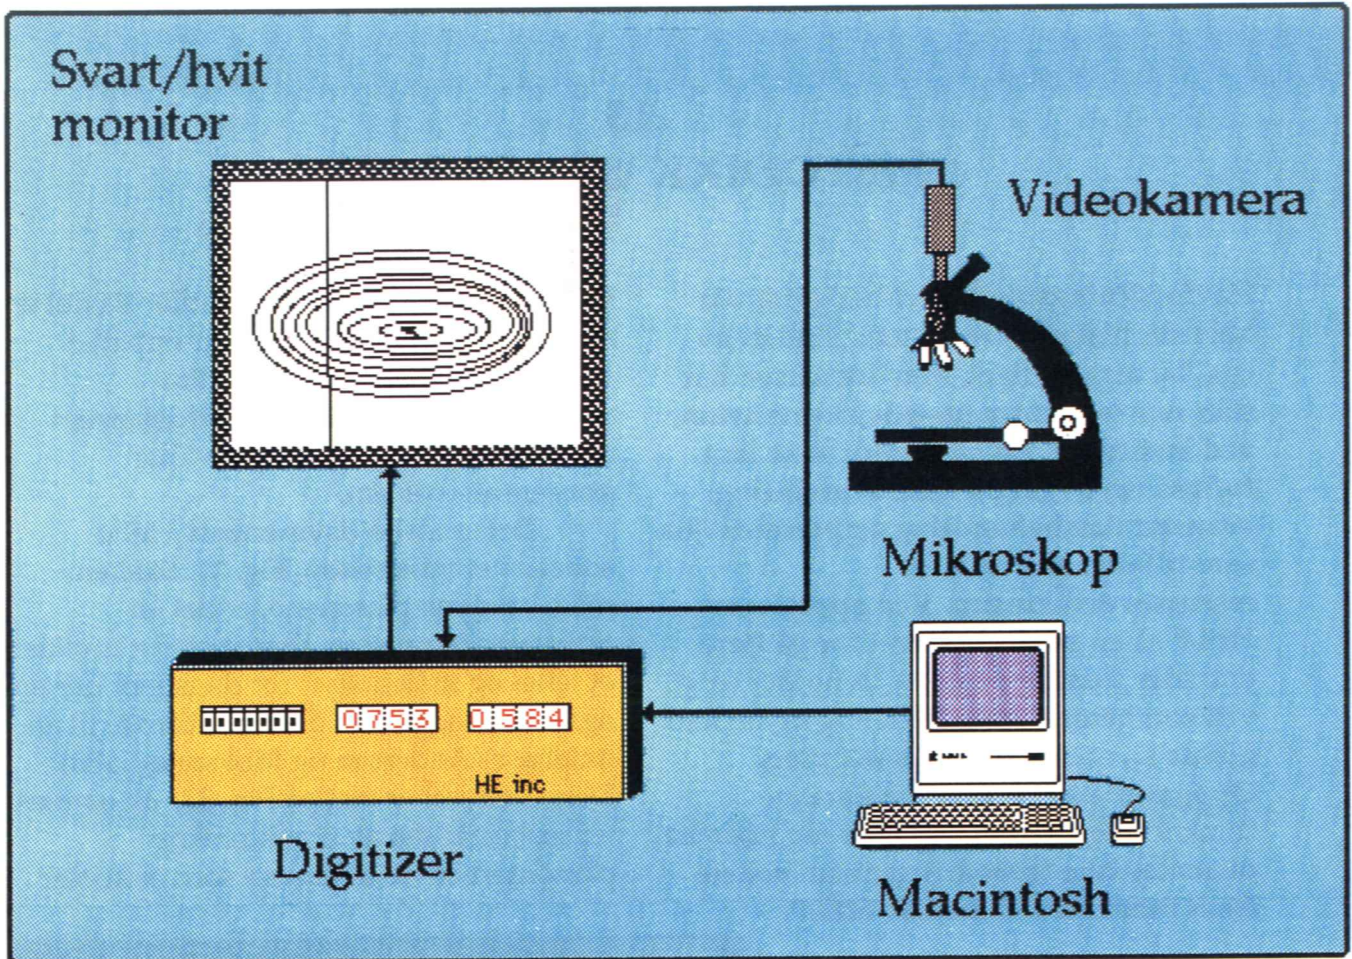 Svart/hvit
monitor
Videokamera
Mikroskop
0753 0584
HE inc
Digitizer
Macintosh